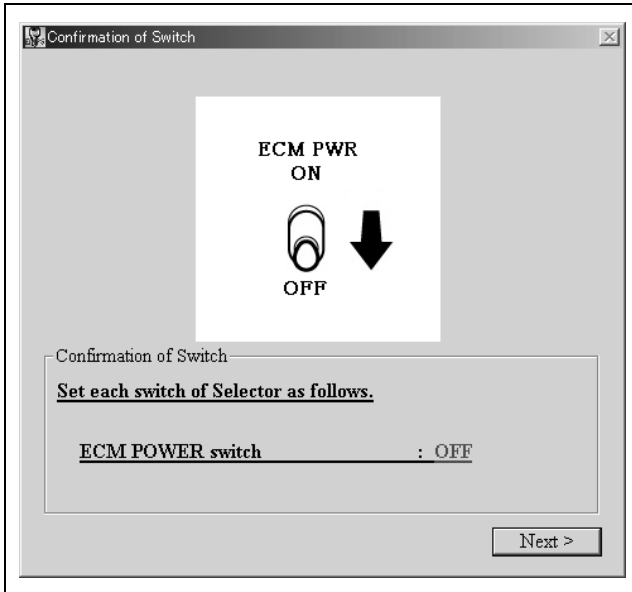 Confirmation of Switch
ECM PWR
ON
OFF
Confirmation of Switch
Set each switch of Selector as follows.
ECM POWER switch : OFF
Next >